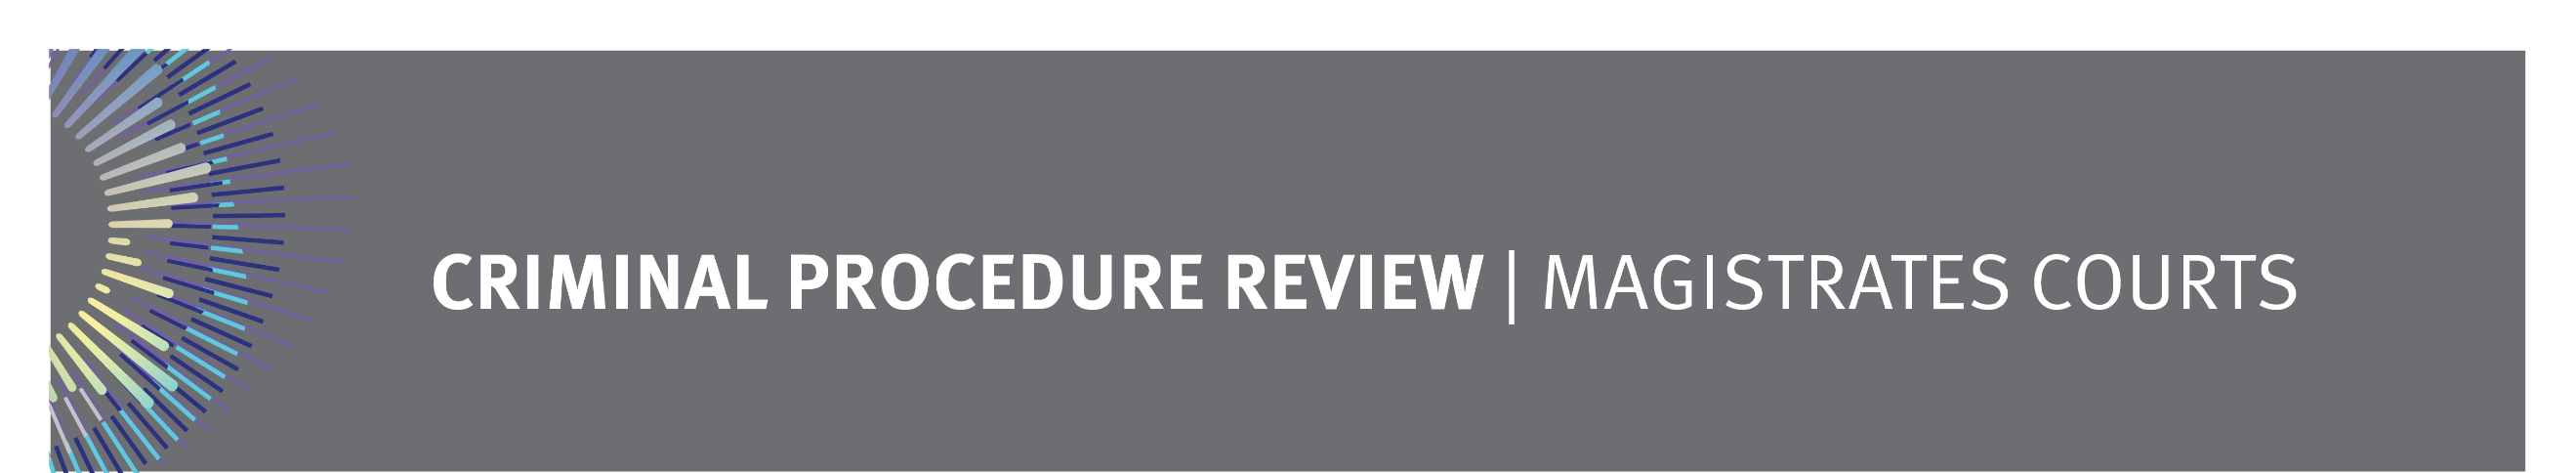 CRIMINAL PROCEDURE REVIEW | MAGISTRATES COURTS